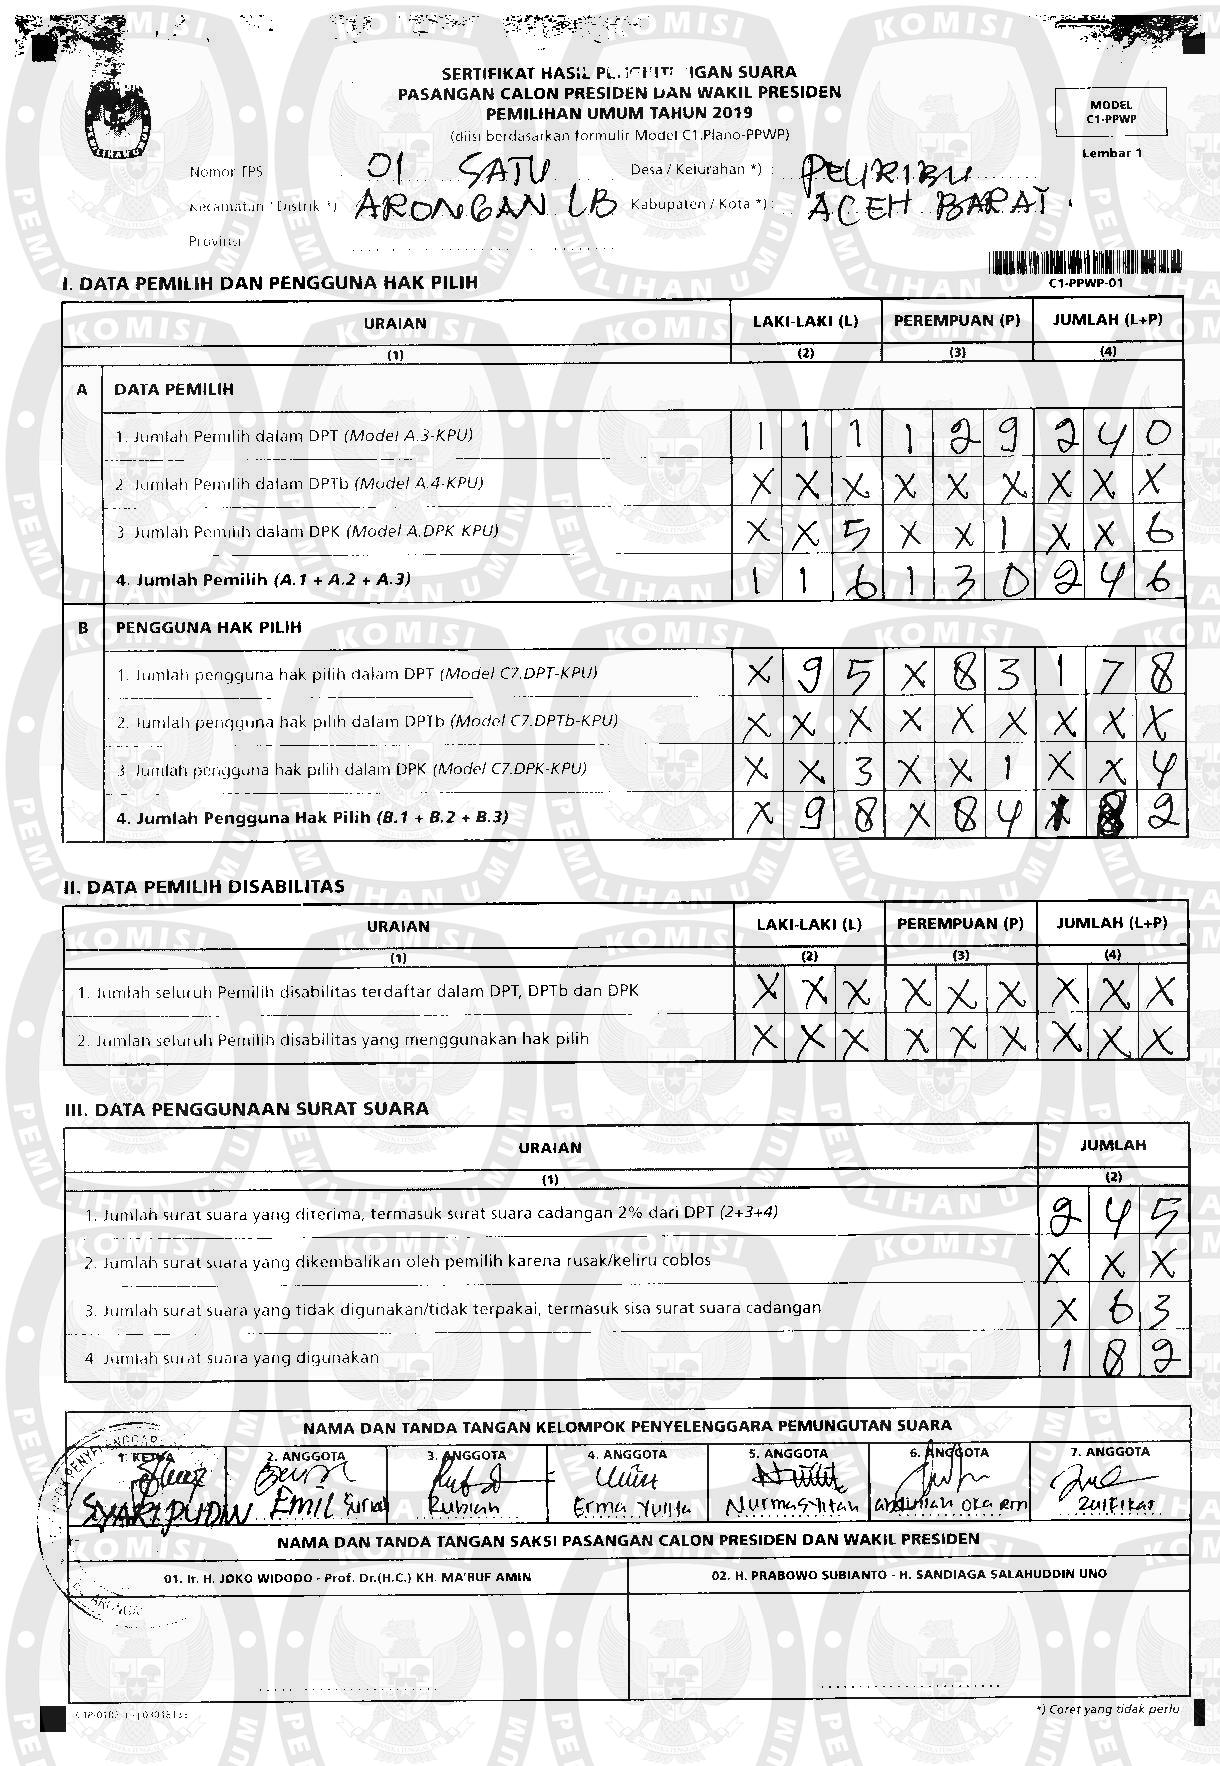 SERTIFIKAT HASIL SUARA
PASANGAN CALON PRESIDEN DAN WAKIL PRESIDEN
PEMILIHAN UMUM TAHUN 2019
(diisi berdasarkan formulir Model C1.Plano-PPWP)
MODEL
C1-PPWP
Lembar 1
Nomor TPS : 01 SATU Desa / Kelurahan *) : PEURIBU
Kecamatan / Distrik *) ARONGAN LB Kabupaten / Kota *) : ACEH BARAT
Provinsi
C1-PPWP-01
I. DATA PEMILIH DAN PENGGUNA HAK PILIH
URAIAN LAKI-LAKI (L) PEREMPUAN (P) JUMLAH (L+P)
(1) (2) (3) (4)
A DATA PEMILIH
1. Jumlah Pemilih dalam DPT (Model A.3-KPU) 1 1 1 1 2 9 2 4 0
2. Jumlah Pemilih dalam DPTb (Model A.4-KPU) X X X X X X X X X
3. Jumlah Pemilih dalam DPK (Model A.DPK-KPU) X X 5 X X 1 X X 6
4. Jumlah Pemilih (A.1 + A.2 + A.3) 1 1 6 1 3 0 2 4 6
B PENGGUNA HAK PILIH
1. Jumlah pengguna hak pilih dalam DPT (Model C7.DPT-KPU) X 9 5 X 8 3 1 7 8
2. Jumlah pengguna hak pilih dalam DPTb (Model C7.DPTb-KPU) X X X X X X X X X
3. Jumlah pengguna hak pilih dalam DPK (Model C7.DPK-KPU) X X 3 X X 1 X X 4
4. Jumlah Pengguna Hak Pilih (B.1 + B.2 + B.3) X 9 8 X 8 4 1 8 2
II. DATA PEMILIH DISABILITAS
URAIAN LAKI-LAKI (L) PEREMPUAN (P) JUMLAH (L+P)
(1) (2) (3) (4)
1. Jumlah seluruh Pemilih disabilitas terdaftar dalam DPT, DPTb dan DPK X X X X X X X X X
2. Jumlah seluruh Pemilih disabilitas yang menggunakan hak pilih X X X X X X X X X
III. DATA PENGGUNAAN SURAT SUARA
URAIAN JUMLAH
(1) (2)
1. Jumlah surat suara yang diterima, termasuk surat suara cadangan 2% dari DPT (2+3+4) 2 4 5
2. Jumlah surat suara yang dikembalikan oleh pemilih karena rusak/keliru coblos X X X
3. Jumlah surat suara yang tidak digunakan/tidak terpakai, termasuk sisa surat suara cadangan X 6 3
4. Jumlah surat suara yang digunakan 1 8 2
NAMA DAN TANDA TANGAN KELOMPOK PENYELENGGARA PEMUNGUTAN SUARA
1. KETUA 2. ANGGOTA 3. ANGGOTA 4. ANGGOTA 5. ANGGOTA 6. ANGGOTA 7. ANGGOTA
SYARIPUDIN EMIL Rubiah Erma Yunita Zulfikar
NAMA DAN TANDA TANGAN SAKSI PASANGAN CALON PRESIDEN DAN WAKIL PRESIDEN
01. Ir. H. JOKO WIDODO - Prof. Dr.(H.C.) KH. MA'RUF AMIN 02. H. PRABOWO SUBIANTO - H. SANDIAGA SALAHUDDIN UNO
*) Coret yang tidak perlu